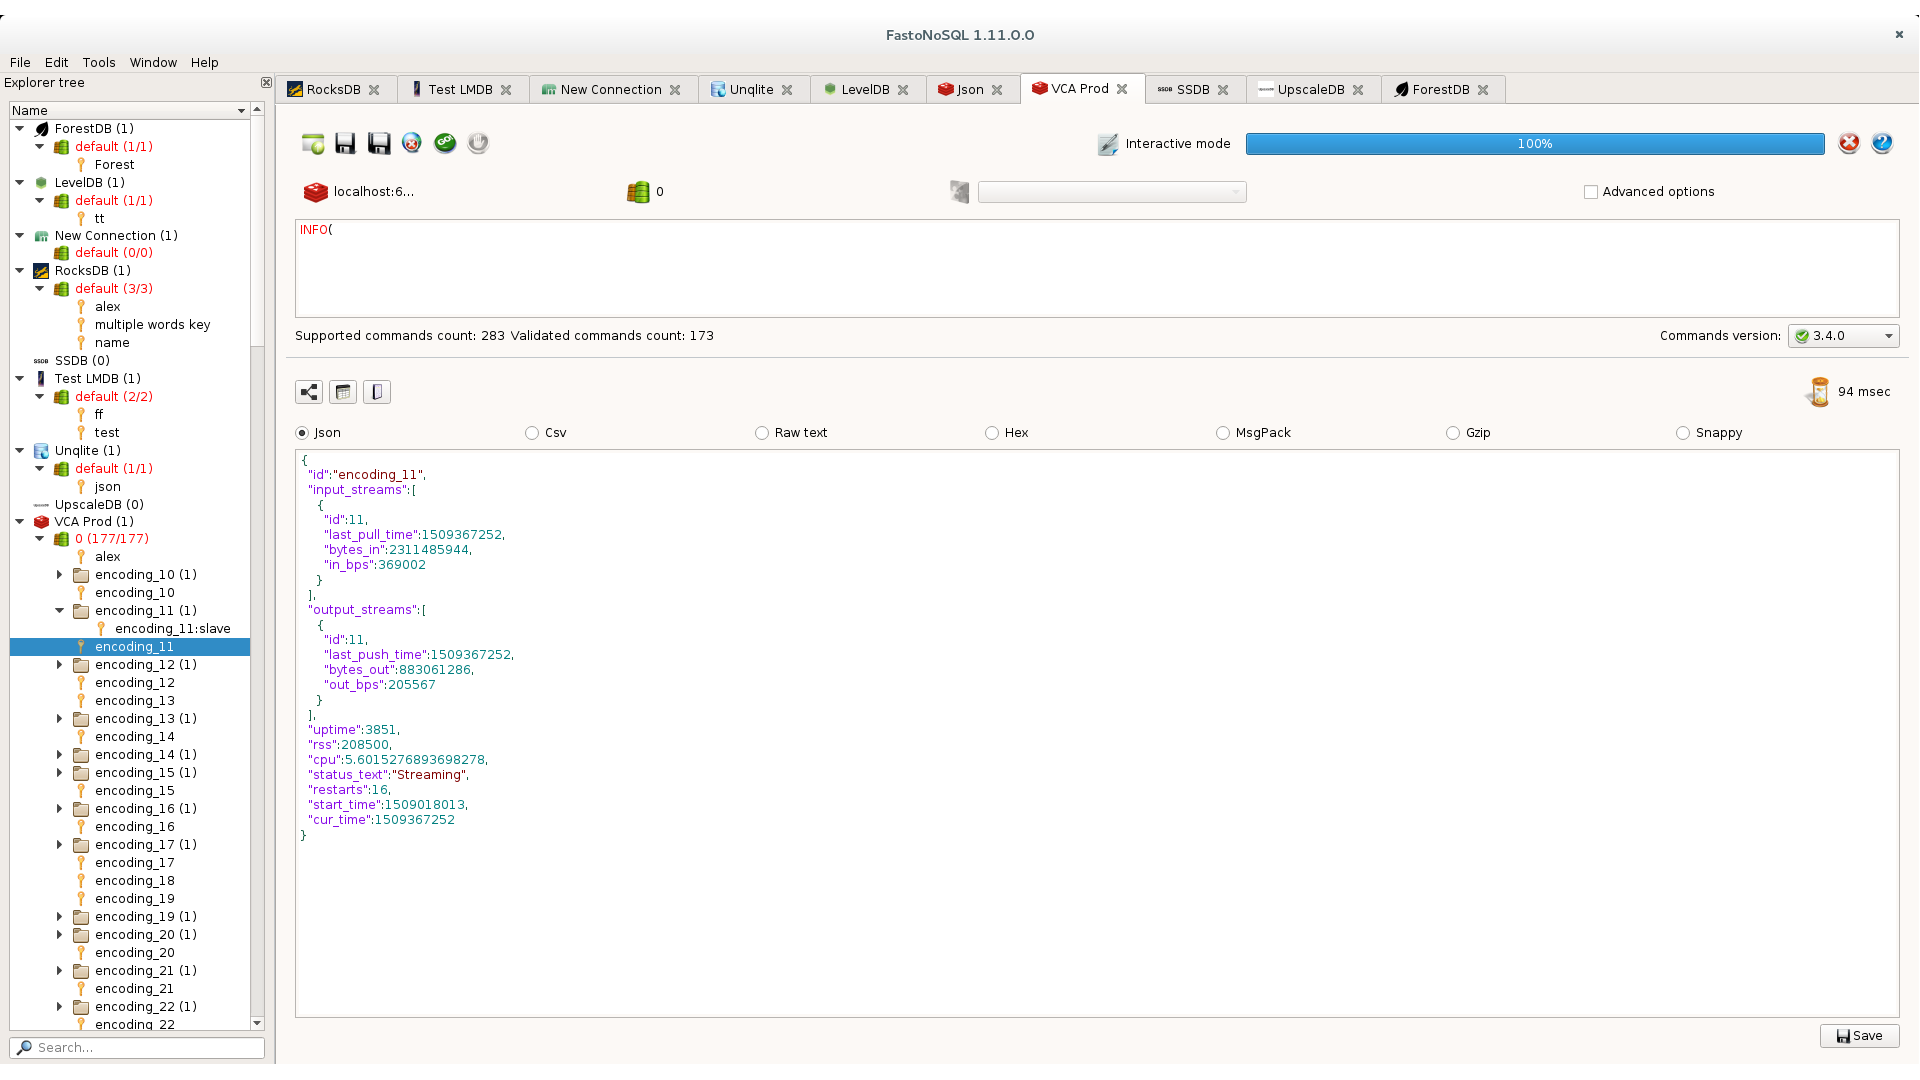 FastoNoSQL 1.11.0.0
File Edit Tools Window Help
Explorer tree
Name
ForestDB (1)
default (1/1)
Forest
LevelDB (1)
default (1/1)
tt
New Connection (1)
default (0/0)
RocksDB (1)
default (3/3)
alex
multiple words key
name
SSDB (0)
Test LMDB (1)
default (2/2)
ff
test
Unqlite (1)
default (1/1)
json
UpscaleDB (0)
VCA Prod (1)
0 (177/177)
alex
encoding_10 (1)
encoding_10
encoding_11 (1)
encoding_11:slave
encoding_11
encoding_12 (1)
encoding_12
encoding_13
encoding_13 (1)
encoding_14
encoding_14 (1)
encoding_15 (1)
encoding_15
encoding_16 (1)
encoding_16
encoding_17 (1)
encoding_17
encoding_18
encoding_19
encoding_19 (1)
encoding_20 (1)
encoding_20
encoding_21 (1)
encoding_21
encoding_22 (1)
encoding_22
Search...
RocksDB Test LMDB New Connection Unqlite LevelDB Json VCA Prod SSDB UpscaleDB ForestDB
Interactive mode 100%
localhost:6... 0 Advanced options
INFO(
Supported commands count: 283 Validated commands count: 173 Commands version: 3.4.0
94 msec
Json Csv Raw text Hex MsgPack Gzip Snappy
{
"id":"encoding_11",
"input_streams":[
{
"id":11,
"last_pull_time":1509367252,
"bytes_in":2311485944,
"in_bps":369002
}
],
"output_streams":[
{
"id":11,
"last_push_time":1509367252,
"bytes_out":883061286,
"out_bps":205567
}
],
"uptime":3851,
"rss":208500,
"cpu":5.6015276893698278,
"status_text":"Streaming",
"restarts":16,
"start_time":1509018013,
"cur_time":1509367252
}
Save